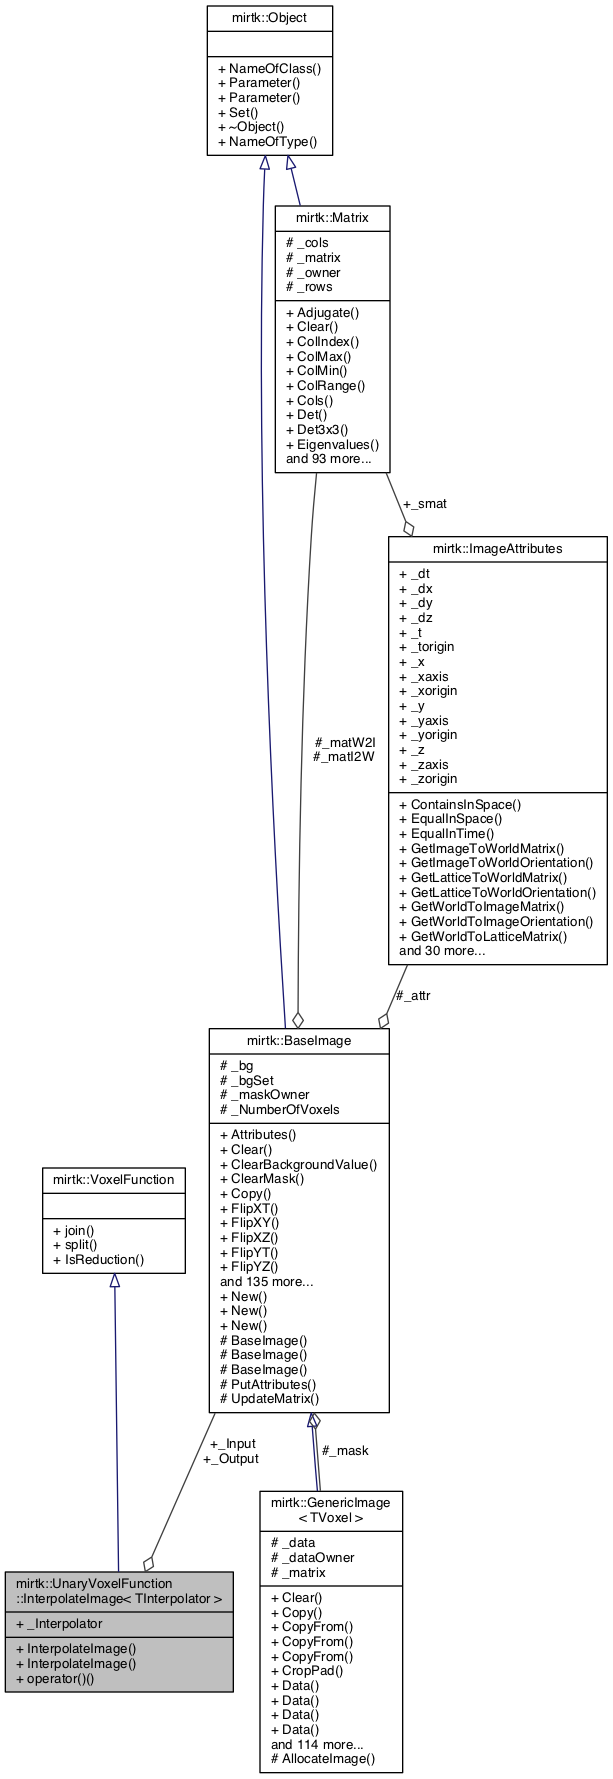 mirtk::Object
+ NameOfClass()
+ Parameter()
+ Parameter()
+ Set()
+ ~Object()
+ NameOfType()
mirtk::Matrix
# _cols
# _matrix
# _owner
# _rows
+ Adjugate()
+ Clear()
+ ColIndex()
+ ColMax()
+ ColMin()
+ ColRange()
+ Cols()
+ Det()
+ Det3x3()
+ Eigenvalues()
and 93 more...
+_smat
mirtk::ImageAttributes
+ _dt
+ _dx
+ _dy
+ _dz
+ _t
+ _torigin
+ _x
+ _xaxis
+ _xorigin
+ _y
+ _yaxis
+ _yorigin
+ _z
+ _zaxis
+ _zorigin
+ ContainsInSpace()
+ EqualInSpace()
+ EqualInTime()
+ GetImageToWorldMatrix()
+ GetImageToWorldOrientation()
+ GetLatticeToWorldMatrix()
+ GetLatticeToWorldOrientation()
+ GetWorldToImageMatrix()
+ GetWorldToImageOrientation()
+ GetWorldToLatticeMatrix()
and 30 more...
#_matW2I
#_matI2W
#_attr
mirtk::BaseImage
# _bg
# _bgSet
# _maskOwner
# _NumberOfVoxels
+ Attributes()
+ Clear()
+ ClearBackgroundValue()
+ ClearMask()
+ Copy()
+ FlipXT()
+ FlipXY()
+ FlipXZ()
+ FlipYT()
+ FlipYZ()
and 135 more...
+ New()
+ New()
+ New()
# BaseImage()
# BaseImage()
# BaseImage()
# PutAttributes()
# UpdateMatrix()
mirtk::VoxelFunction
+ join()
+ split()
+ IsReduction()
+_Input
+_Output
#_mask
mirtk::GenericImage
< TVoxel >
# _data
# _dataOwner
# _matrix
+ Clear()
+ Copy()
+ CopyFrom()
+ CopyFrom()
+ CopyFrom()
+ CropPad()
+ Data()
+ Data()
+ Data()
+ Data()
and 114 more...
# AllocateImage()
mirtk::UnaryVoxelFunction
::InterpolateImage< TInterpolator >
+ _Interpolator
+ InterpolateImage()
+ InterpolateImage()
+ operator()()